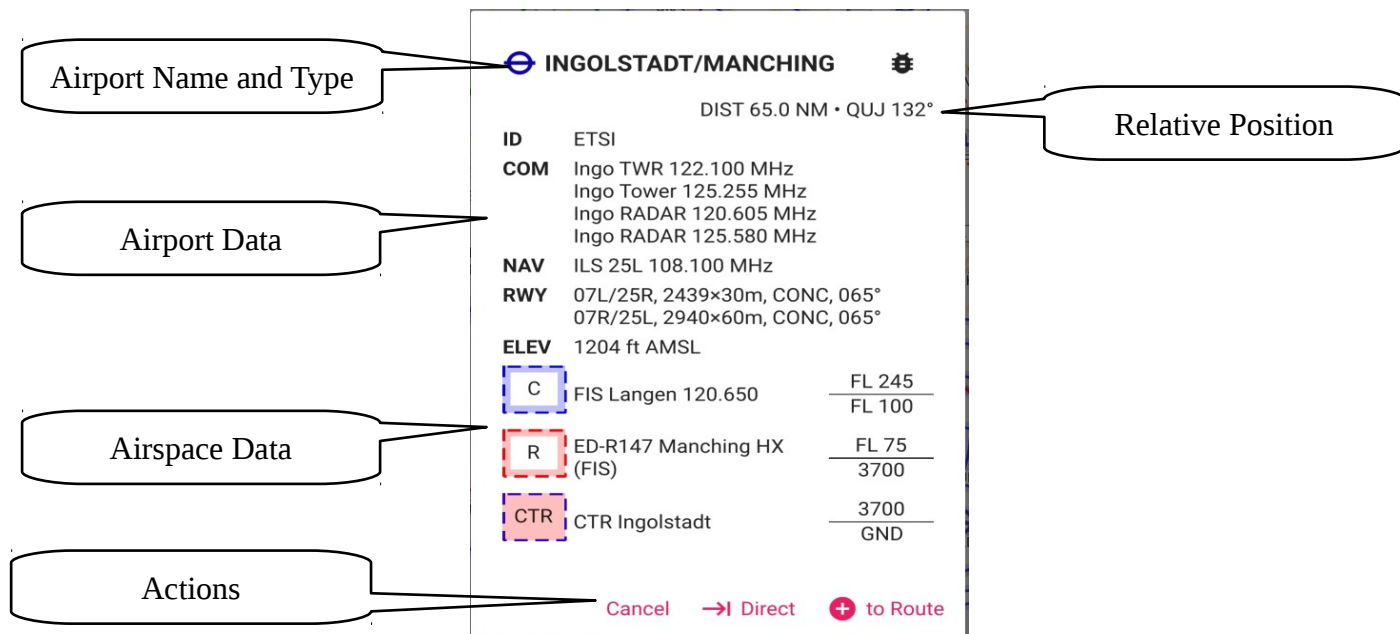 Airport Name and Type
INGOLSTADT/MANCHING
DIST 65.0 NM • QUJ 132°
Relative Position
ID ETSI
COM Ingo TWR 122.100 MHz
Ingo Tower 125.255 MHz
Ingo RADAR 120.605 MHz
Ingo RADAR 125.580 MHz
Airport Data
NAV ILS 25L 108.100 MHz
RWY 07L/25R, 2439×30m, CONC, 065°
07R/25L, 2940×60m, CONC, 065°
ELEV 1204 ft AMSL
C FIS Langen 120.650 FL 245
FL 100
Airspace Data
R ED-R147 Manching HX FL 75
(FIS) 3700
CTR CTR Ingolstadt 3700
GND
Actions
Cancel Direct to Route